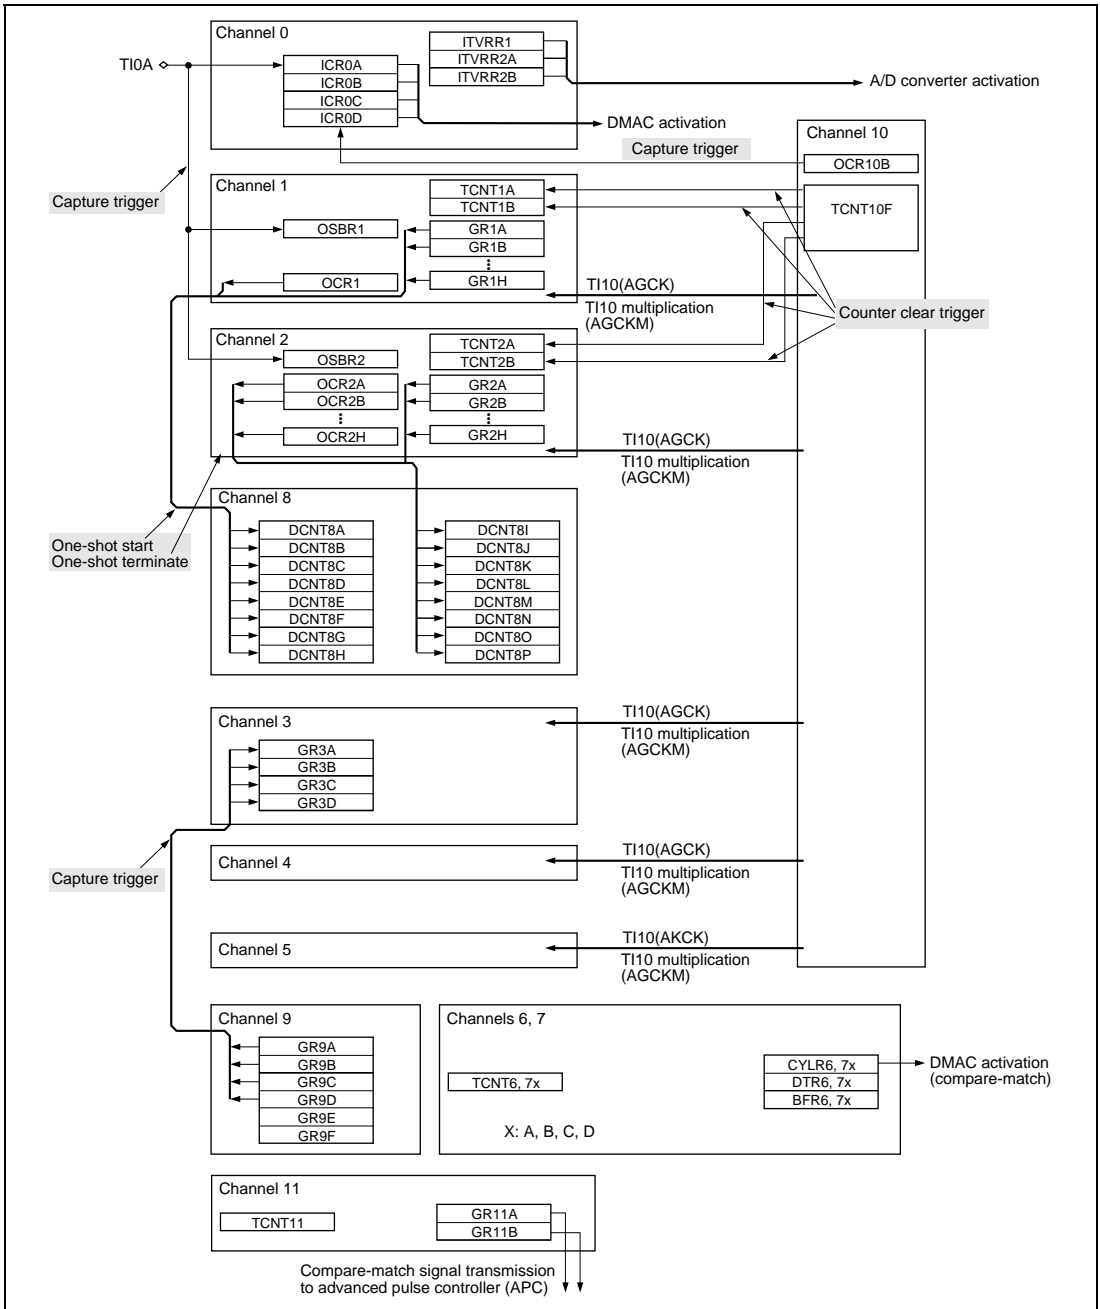 Channel 0
TI0A
ICR0A
ICR0B
ICR0C
ICR0D
ITVRR1
ITVRR2A
ITVRR2B
A/D converter activation
DMAC activation
Capture trigger
Channel 10
OCR10B
TCNT10F
Capture trigger
Channel 1
TCNT1A
TCNT1B
OSBR1
GR1A
GR1B
GR1H
OCR1
TI10(AGCK)
TI10 multiplication
(AGCKM)
Counter clear trigger
Channel 2
TCNT2A
TCNT2B
OSBR2
OCR2A
OCR2B
OCR2H
GR2A
GR2B
GR2H
TI10(AGCK)
TI10 multiplication
(AGCKM)
Channel 8
One-shot start
One-shot terminate
DCNT8A
DCNT8B
DCNT8C
DCNT8D
DCNT8E
DCNT8F
DCNT8G
DCNT8H
DCNT8I
DCNT8J
DCNT8K
DCNT8L
DCNT8M
DCNT8N
DCNT8O
DCNT8P
Channel 3
GR3A
GR3B
GR3C
GR3D
TI10(AGCK)
TI10 multiplication
(AGCKM)
Capture trigger
Channel 4
TI10(AGCK)
TI10 multiplication
(AGCKM)
Channel 5
TI10(AKCK)
TI10 multiplication
(AGCKM)
Channel 9
GR9A
GR9B
GR9C
GR9D
GR9E
GR9F
Channels 6, 7
TCNT6, 7x
CYLR6, 7x
DTR6, 7x
BFR6, 7x
X: A, B, C, D
DMAC activation
(compare-match)
Channel 11
TCNT11
GR11A
GR11B
Compare-match signal transmission
to advanced pulse controller (APC)